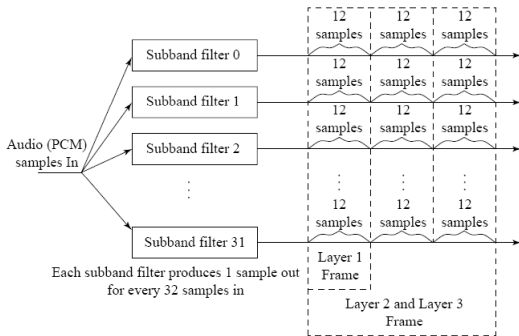 12 12 12
samples samples samples
Subband filter 0
12 12 12
samples samples samples
Subband filter 1
12 12 12
samples samples samples
Audio (PCM)
samples In
Subband filter 2
12 12 12
samples samples samples
Subband filter 31
Each subband filter produces 1 sample out
for every 32 samples in
Layer 1
Frame
Layer 2 and Layer 3
Frame